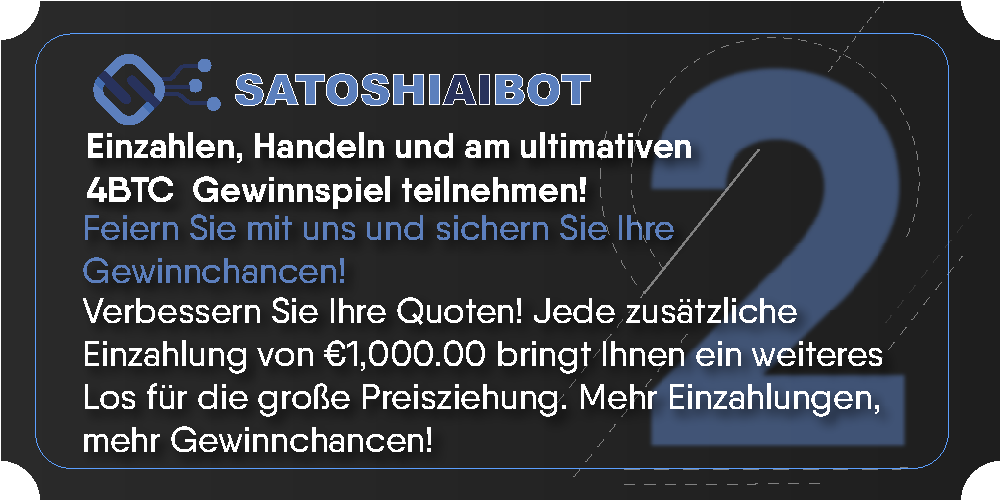 SATOSHIAIBOT
Einzahlen, Handeln und am ultimativen
4BTC Gewinnspiel teilnehmen!
Feiern Sie mit uns und sichern Sie Ihre
Gewinnchancen!
Verbessern Sie Ihre Quoten! Jede zusätzliche
Einzahlung von €1,000.00 bringt Ihnen ein weiteres
Los für die große Preisziehung. Mehr Einzahlungen,
mehr Gewinnchancen!
2